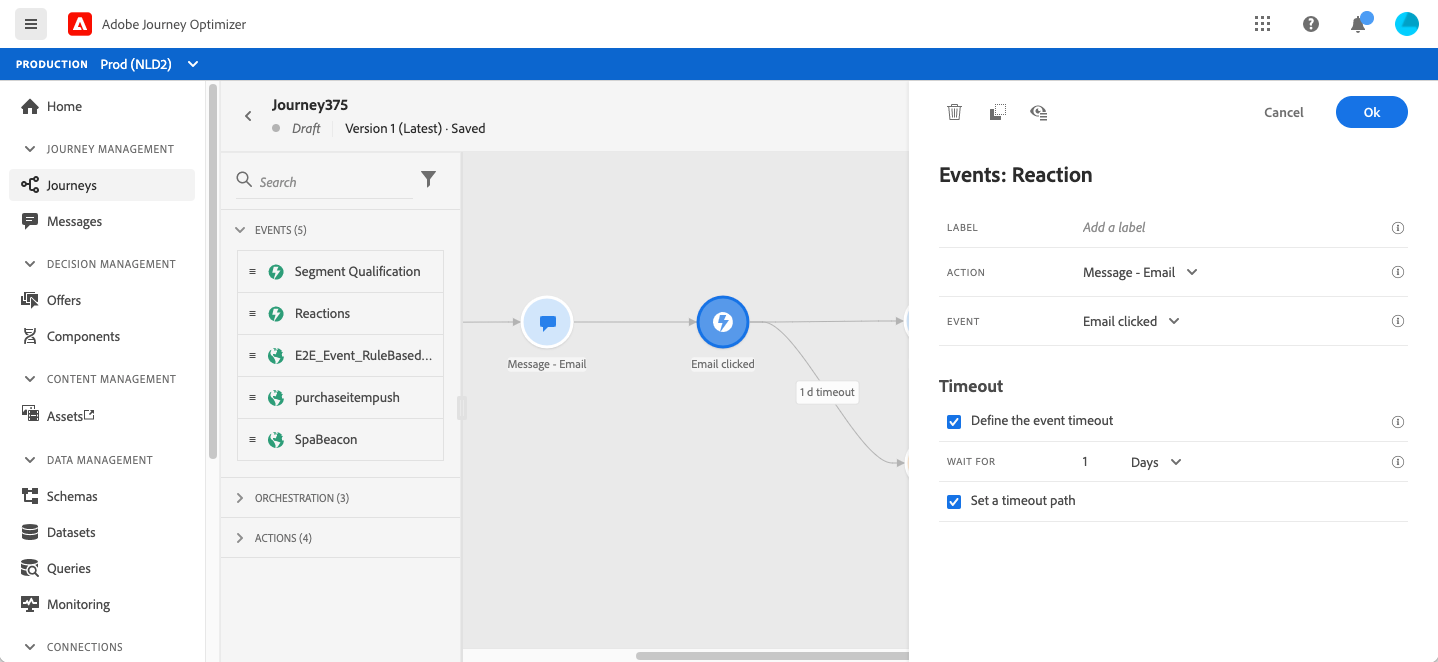 Adobe Journey Optimizer
PRODUCTION Prod (NLD2)
Home
JOURNEY MANAGEMENT
Journeys
Messages
DECISION MANAGEMENT
Offers
Components
CONTENT MANAGEMENT
Assets
DATA MANAGEMENT
Schemas
Datasets
Queries
Monitoring
CONNECTIONS
Journey375
Draft Version 1 (Latest) · Saved
Search
EVENTS (5)
Segment Qualification
Reactions
E2E_Event_RuleBased...
purchaseitempush
SpaBeacon
ORCHESTRATION (3)
ACTIONS (4)
Message - Email
Email clicked
1 d timeout
Cancel Ok
Events: Reaction
LABEL Add a label
ACTION Message - Email
EVENT Email clicked
Timeout
Define the event timeout
WAIT FOR 1 Days
Set a timeout path